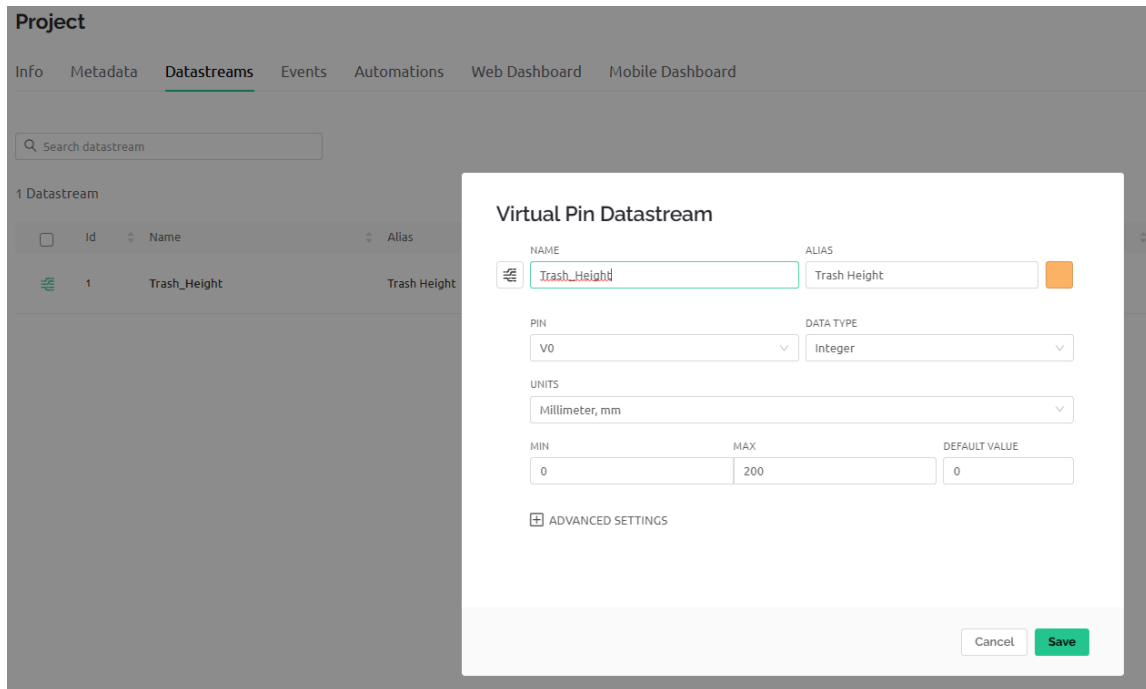 Project
Info Metadata Datastreams Events Automations Web Dashboard Mobile Dashboard
Search datastream
1 Datastream
Id Name Alias
1 Trash_Height Trash Height
Virtual Pin Datastream
NAME ALIAS
Trash_Height Trash Height
PIN DATA TYPE
V0 Integer
UNITS
Millimeter, mm
MIN MAX DEFAULT VALUE
0 200 0
ADVANCED SETTINGS
Cancel Save